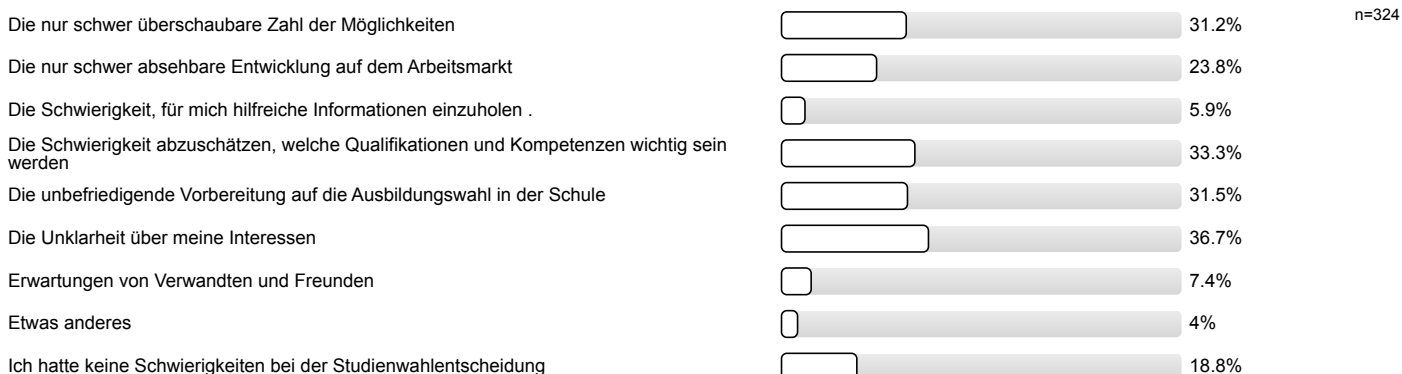 Die nur schwer überschaubare Zahl der Möglichkeiten 31.2% n=324
Die nur schwer absehbare Entwicklung auf dem Arbeitsmarkt 23.8%
Die Schwierigkeit, für mich hilfreiche Informationen einzuholen . 5.9%
Die Schwierigkeit abzuschätzen, welche Qualifikationen und Kompetenzen wichtig sein
werden 33.3%
Die unbefriedigende Vorbereitung auf die Ausbildungswahl in der Schule 31.5%
Die Unklarheit über meine Interessen 36.7%
Erwartungen von Verwandten und Freunden 7.4%
Etwas anderes 4%
Ich hatte keine Schwierigkeiten bei der Studienwahlentscheidung 18.8%